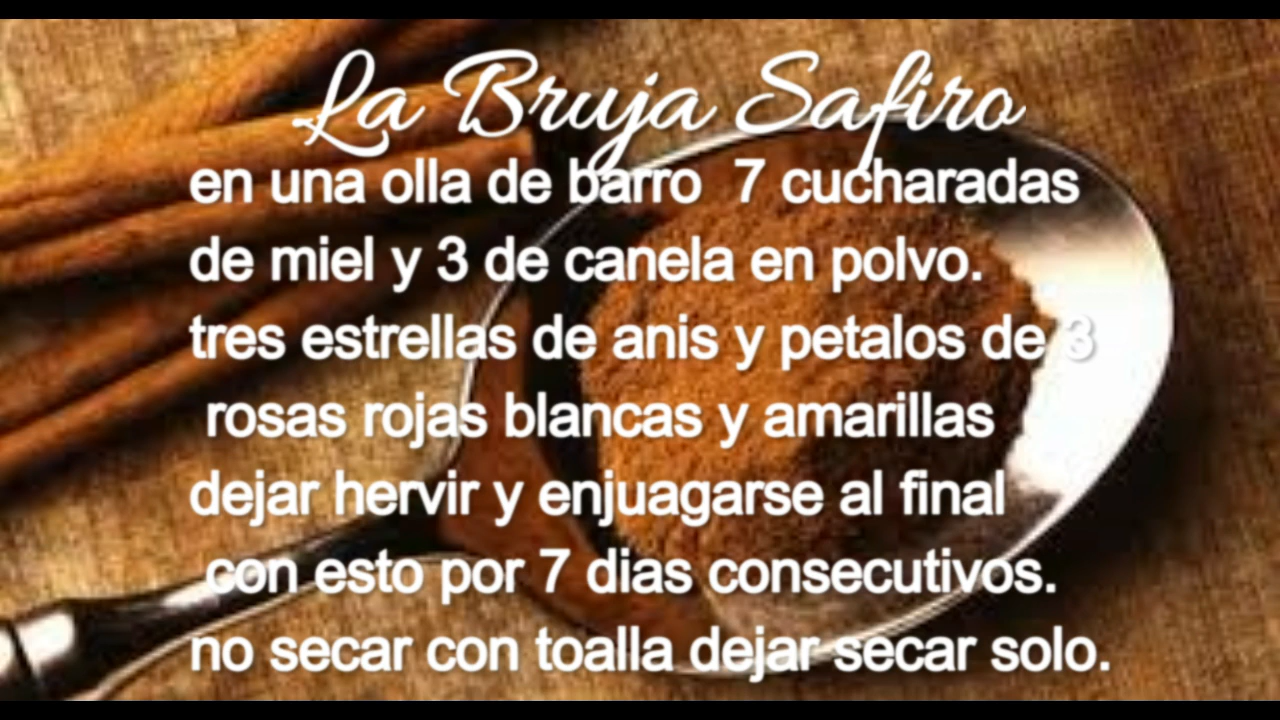 La Bruja Safiro
en una olla de barro 7 cucharadas
de miel y 3 de canela en polvo.
tres estrellas de anis y petalos de 3
rosas rojas blancas y amarillas
dejar hervir y enjuagarse al final
con esto por 7 dias consecutivos.
no secar con toalla dejar secar solo.